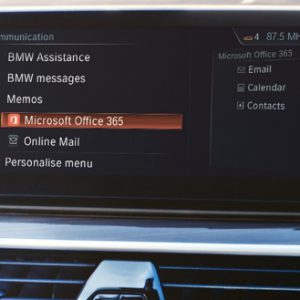 mmunication
4 87.5 MH
BMW Assistance
BMW messages
Memos
Microsoft Office 365
Online Mail
Personalise menu
Microsoft Office 365
Email
Calendar
Contacts